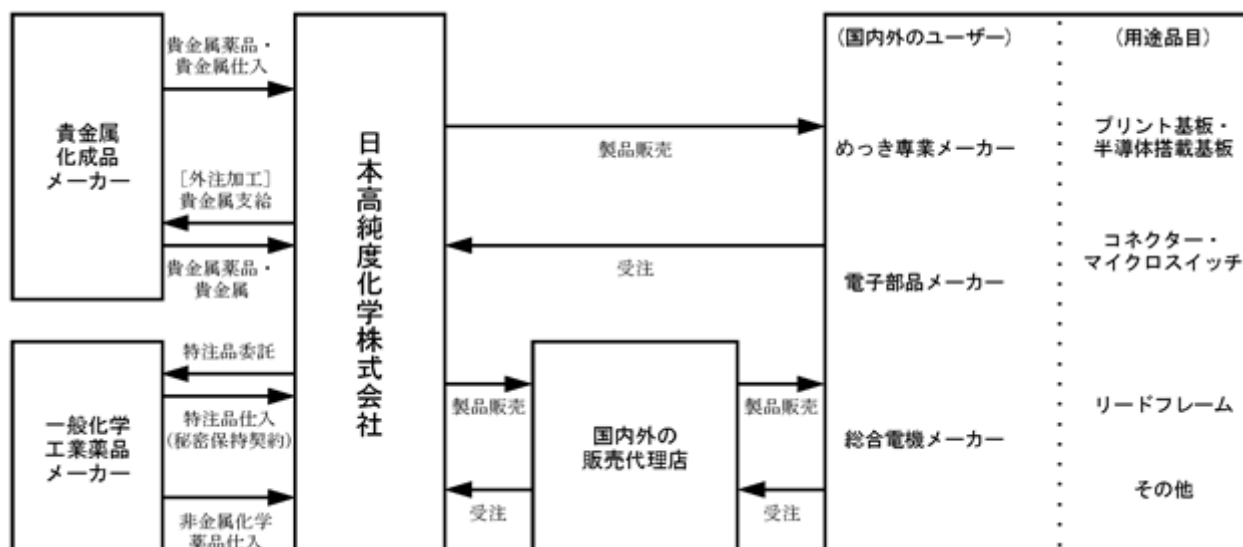 貴金属
化成品
メーカー
貴金属薬品・
貴金属仕入
［外注加工］
貴金属支給
貴金属薬品・
貴金属
一般化学
工業薬品
メーカー
特注品委託
特注品仕入
(秘密保持契約)
非金属化学
薬品仕入
日本高純度化学株式会社
製品販売
受注
製品販売
受注
国内外の
販売代理店
製品販売
受注
(国内外のユーザー)
めっき専業メーカー
電子部品メーカー
総合電機メーカー
(用途品目)
プリント基板・
半導体搭載基板
コネクター・
マイクロスイッチ
リードフレーム
その他